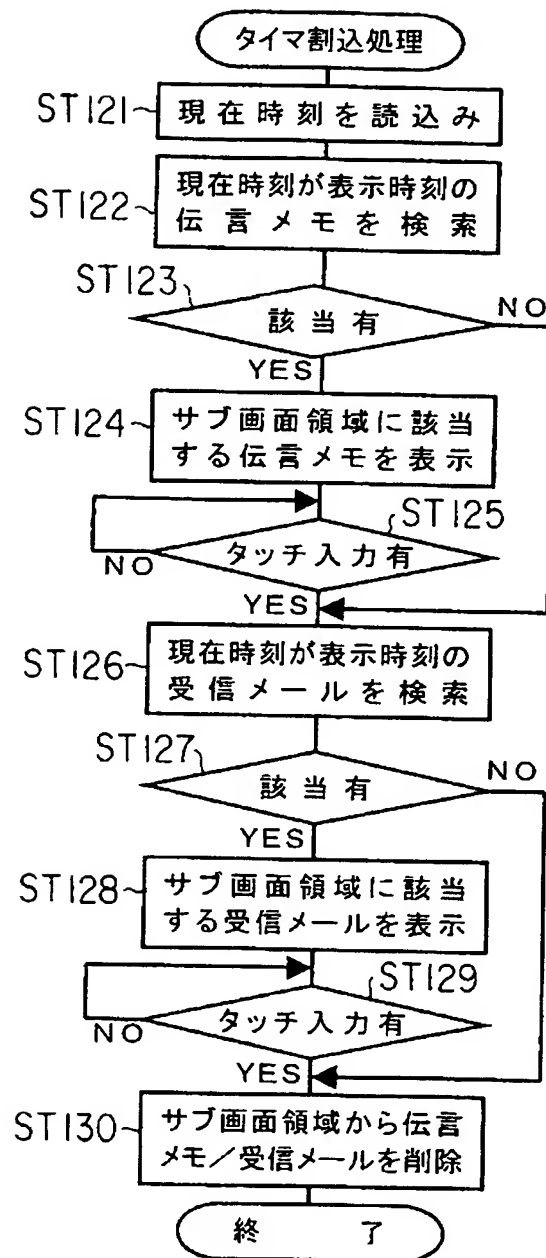 タイマ割込処理
ST121
現在時刻を読込み
ST122
現在時刻が表示時刻の
伝言メモを検索
ST123
該当有
NO
YES
ST124
サブ画面領域に該当
する伝言メモを表示
ST125
タッチ入力有
NO
YES
ST126
現在時刻が表示時刻の
受信メールを検索
ST127
該当有
NO
YES
ST128
サブ画面領域に該当
する受信メールを表示
ST129
タッチ入力有
NO
YES
ST130
サブ画面領域から伝言
メモ/受信メールを削除
終了